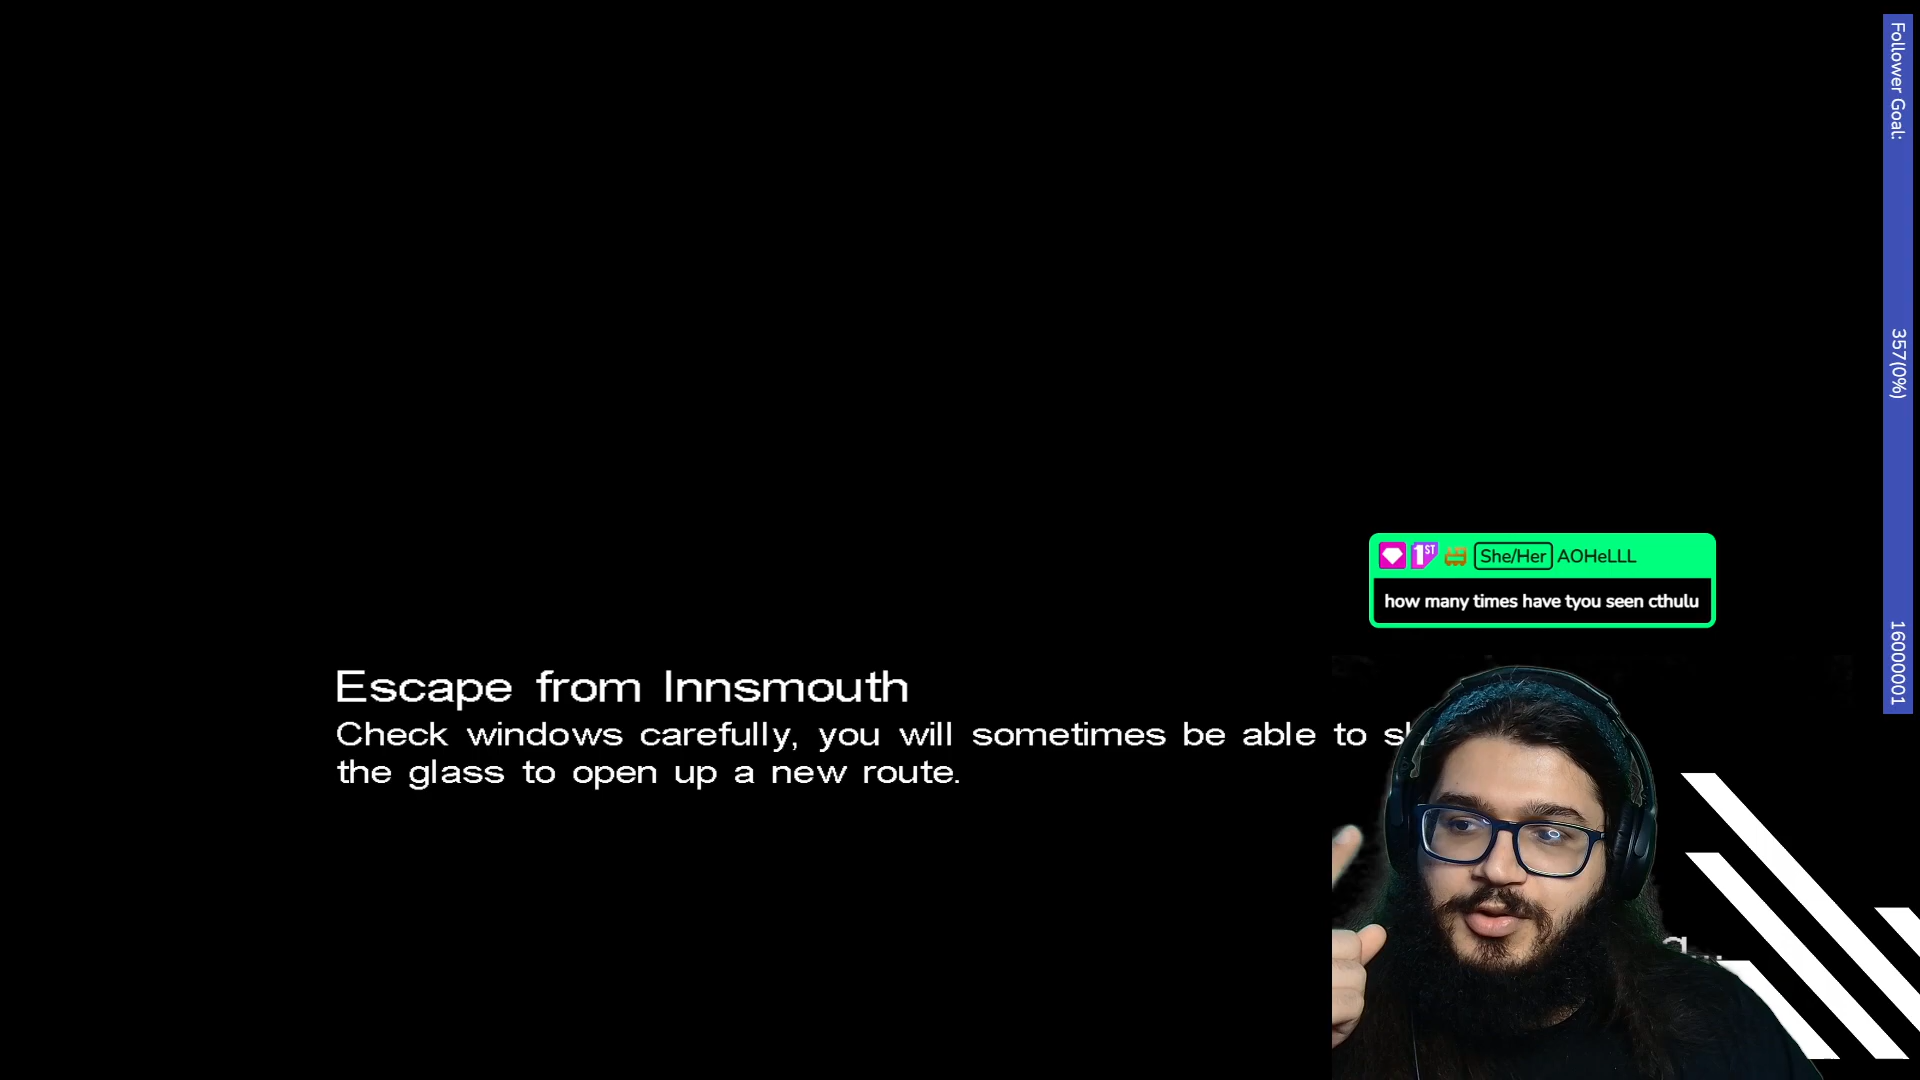 Follower Goal:
357(0%)
16000001
1ST She/Her AOHeLLL
how many times have tyou seen cthulu
Escape from Innsmouth
Check windows carefully, you will sometimes be able to
the glass to open up a new route.